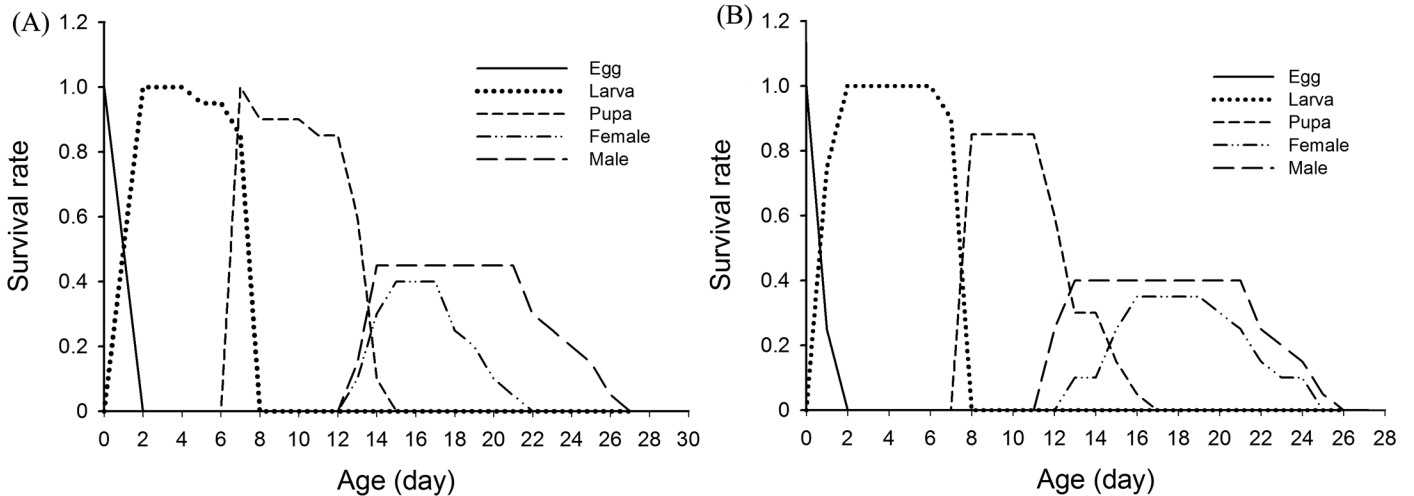 (A)
1.2
1.0
0.8
0.6
0.4
0.2
0
Survival rate
Egg
Larva
Pupa
Female
Male
0 2 4 6 8 10 12 14 16 18 20 22 24 26 28 30
Age (day)
(B)
1.2
1.0
0.8
0.6
0.4
0.2
0
Survival rate
Egg
Larva
Pupa
Female
Male
0 2 4 6 8 10 12 14 16 18 20 22 24 26 28
Age (day)